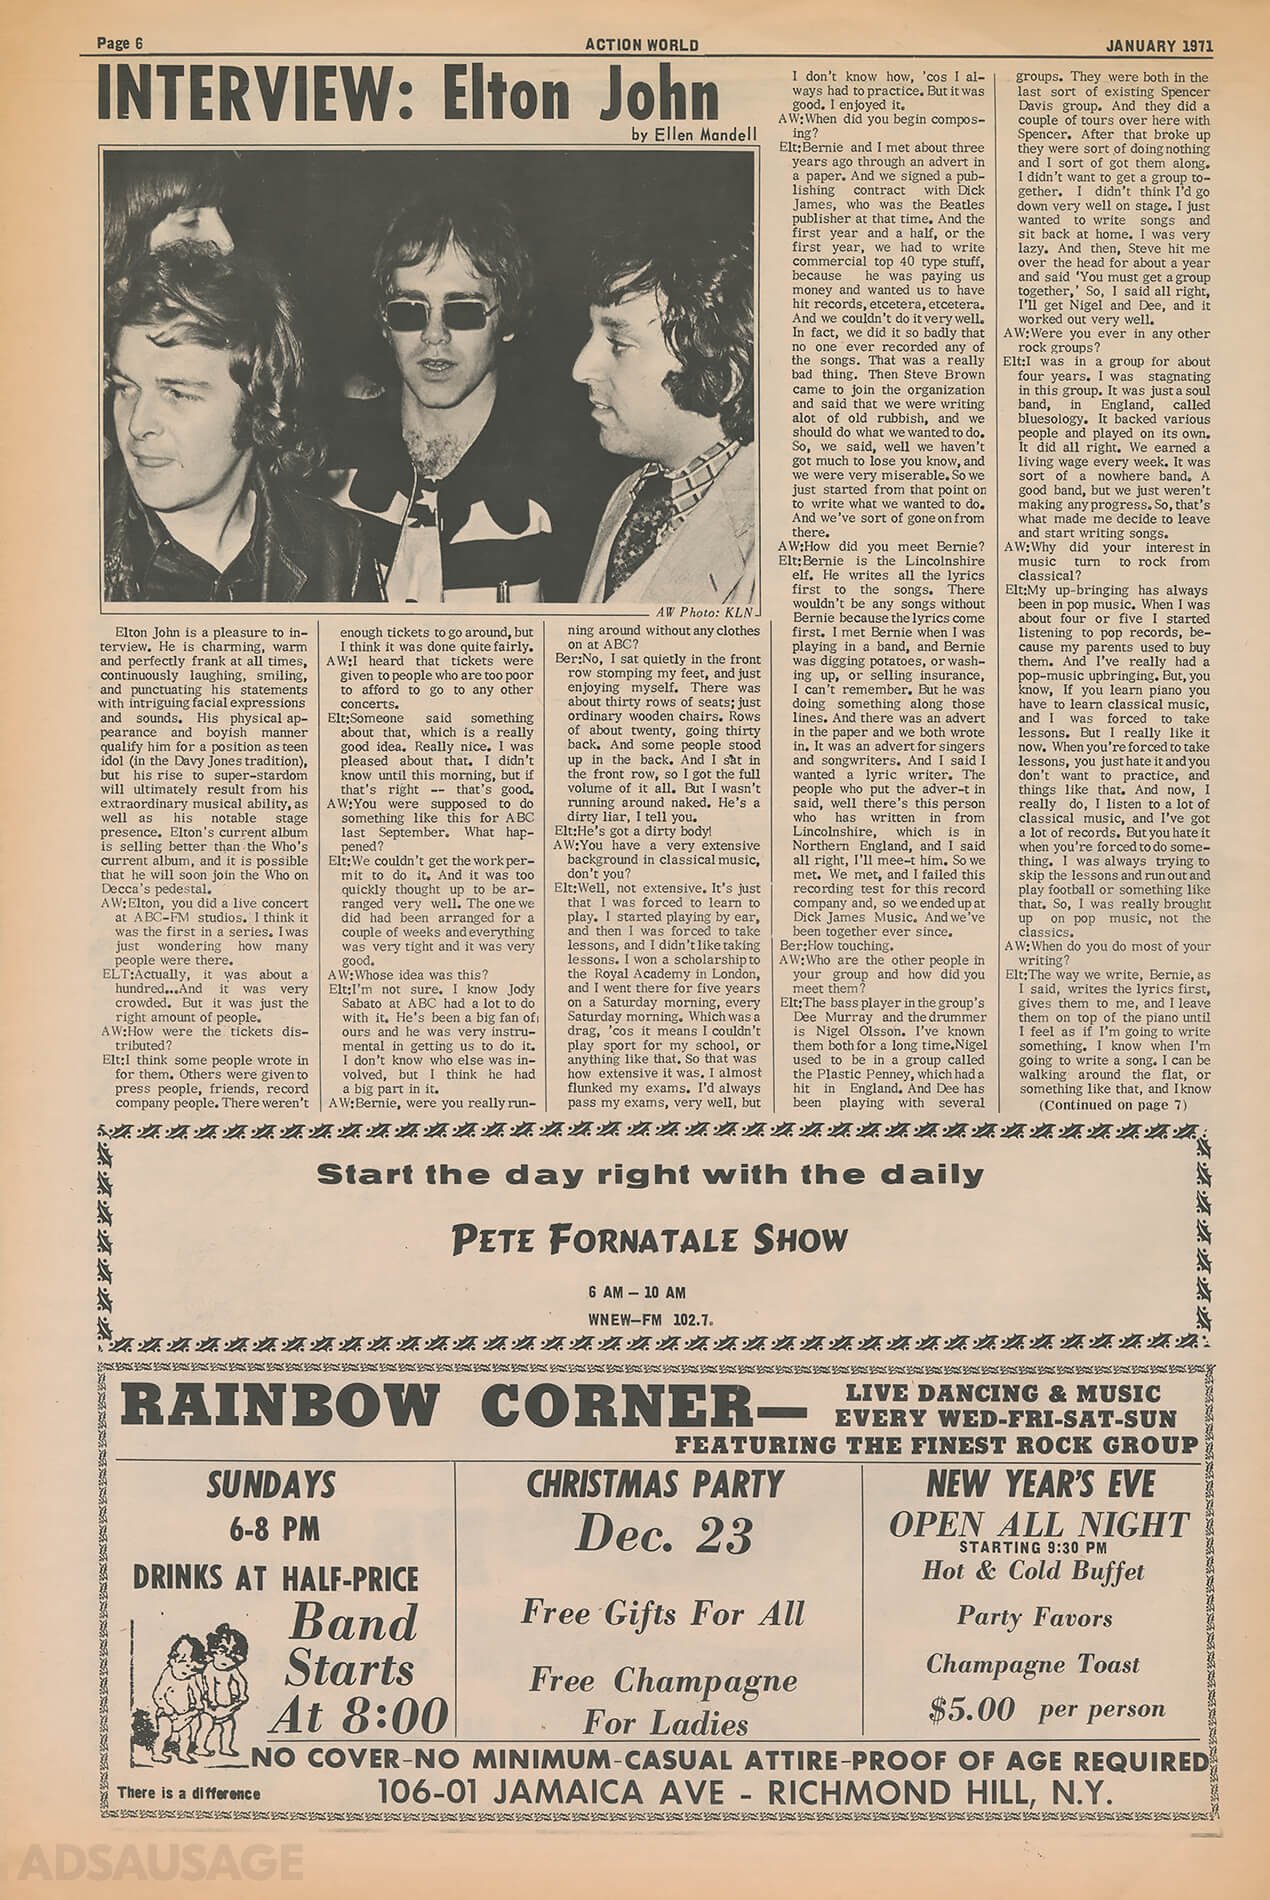 Page 6
ACTION WORLD
JANUARY 1971
INTERVIEW: Elton John
by Ellen Mandell
AW Photo: KLN
Elton John is a pleasure to in-
terview. He is charming, warm
and perfectly frank at all times,
continuously laughing, smiling,
and punctuating his statements
with intriguing facial expressions
and sounds. His physical ap-
pearance and boyish manner
qualify him for a position as teen
idol (in the Davy Jones tradition),
but his rise to super-stardom
will ultimately result from his
extraordinary musical ability, as
well as his notable stage
presence. Elton's current album
is selling better than the Who's
current album, and it is possible
that he will soon join the Who on
Decca's pedestal.
AW:Elton, you did a live concert
at ABC-FM studios. I think it
was the first in a series. I was
just wondering how many
people were there.
ELT:Actually, it was about a
hundred...And it was very
crowded. But it was just the
right amount of people.
AW:How were the tickets dis-
tributed?
Elt:I think some people wrote in
for them. Others were given to
press people, friends, record
company people. There weren't
enough tickets to go around, but
I think it was done quite fairly.
AW:I heard that tickets were
given to people who are too poor
to afford to go to any other
concerts.
Elt:Someone said something
about that, which is a really
good idea. Really nice. I was
pleased about that. I didn't
know until this morning, but if
that's right -- that's good.
AW:You were supposed to do
something like this for ABC
last September. What hap-
pened?
Elt:We couldn't get the work per-
mit to do it. And it was too
quickly thought up to be ar-
ranged very well. The one we
did had been arranged for a
couple of weeks and everything
was very tight and it was very
good.
AW:Whose idea was this?
Elt:I'm not sure. I know Jody
Sabato at ABC had a lot to do
with it. He's been a big fan of
ours and he was very instru-
mental in getting us to do it.
I don't know who else was in-
volved, but I think he had
a big part in it.
AW:Bernie, were you really run-
ning around without any clothes
on at ABC?
Ber:No, I sat quietly in the front
row stomping my feet, and just
enjoying myself. There was
about thirty rows of seats; just
ordinary wooden chairs. Rows
of about twenty, going thirty
back. And some people stood
up in the back. And I sat in
the front row, so I got the full
volume of it all. But I wasn't
running around naked. He's a
dirty liar, I tell you.
Elt:He's got a dirty body!
AW:You have a very extensive
background in classical music,
don't you?
Elt:Well, not extensive. It's just
that I was forced to learn to
play. I started playing by ear,
and then I was forced to take
lessons, and I didn't like taking
lessons. I won a scholarship to
the Royal Academy in London,
and I went there for five years
on a Saturday morning, every
Saturday morning. Which was a
drag, 'cos it means I couldn't
play sport for my school, or
anything like that. So that was
how extensive it was. I almost
flunked my exams. I'd always
pass my exams, very well, but
I don't know how, 'cos I al-
ways had to practice. But it was
good. I enjoyed it.
AW:When did you begin compos-
ing?
Elt:Bernie and I met about three
years ago through an advert in
a paper. And we signed a pub-
lishing contract with Dick
James, who was the Beatles
publisher at that time. And the
first year and a half, or the
first year, we had to write
commercial top 40 type stuff,
because he was paying us
money and wanted us to have
hit records, etcetera, etcetera.
And we couldn't do it very well.
In fact, we did it so badly that
no one ever recorded any of
the songs. That was a really
bad thing. Then Steve Brown
came to join the organization
and said that we were writing
alot of old rubbish, and we
should do what we wanted to do.
So, we said, well we haven't
got much to lose you know, and
we were very miserable. So we
just started from that point on
to write what we wanted to do.
And we've sort of gone on from
there.
AW:How did you meet Bernie?
Elt:Bernie is the Lincolnshire
elf. He writes all the lyrics
first to the songs. There
wouldn't be any songs without
Bernie because the lyrics come
first. I met Bernie when I was
playing in a band, and Bernie
was digging potatoes, or wash-
ing up, or selling insurance,
I can't remember. But he was
doing something along those
lines. And there was an advert
in the paper and we both wrote
in. It was an advert for singers
and songwriters. And I said I
wanted a lyric writer. The
people who put the adver-t in
said, well there's this person
who has written in from
Lincolnshire, which is in
Northern England, and I said
all right, I'll mee-t him. So we
met. We met, and I failed this
recording test for this record
company and, so we ended up at
Dick James Music. And we've
been together ever since.
Ber:How touching.
AW:Who are the other people in
your group and how did you
meet them?
Elt:The bass player in the group's
Dee Murray and the drummer
is Nigel Olsson. I've known
them both for a long time.Nigel
used to be in a group called
the Plastic Penney, which had a
hit in England. And Dee has
been playing with several
groups. They were both in the
last sort of existing Spencer
Davis group. And they did a
couple of tours over here with
Spencer. After that broke up
they were sort of doing nothing
and I sort of got them along.
I didn't want to get a group to-
gether. I didn't think I'd go
down very well on stage. I just
wanted to write songs and
sit back at home. I was very
lazy. And then, Steve hit me
over the head for about a year
and said 'You must get a group
together,' So, I said all right,
I'll get Nigel and Dee, and it
worked out very well.
AW:Were you ever in any other
rock groups?
Elt:I was in a group for about
four years. I was stagnating
in this group. It was just a soul
band, in England, called
bluesology. It backed various
people and played on its own.
It did all right. We earned a
living wage every week. It was
sort of a nowhere band. A
good band, but we just weren't
making any progress. So, that's
what made me decide to leave
and start writing songs.
AW:Why did your interest in
music turn to rock from
classical?
Elt:My up-bringing has always
been in pop music. When I was
about four or five I started
listening to pop records, be-
cause my parents used to buy
them. And I've really had a
pop-music upbringing. But, you
know, If you learn piano you
have to learn classical music,
and I was forced to take
lessons. But I really like it
now. When you're forced to take
lessons, you just hate it and you
don't want to practice, and
things like that. And now, I
really do, I listen to a lot of
classical music, and I've got
a lot of records. But you hate it
when you're forced to do some-
thing. I was always trying to
skip the lessons and run out and
play football or something like
that. So, I was really brought
up on pop music, not the
classics.
AW:When do you do most of your
writing?
Elt:The way we write, Bernie, as
I said, writes the lyrics first,
gives them to me, and I leave
them on top of the piano until
I feel as if I'm going to write
something. I know when I'm
going to write a song. I can be
walking around the flat, or
something like that, and I know
(Continued on page 7)
Start the day right with the daily
PETE FORNATALE SHOW
6 AM – 10 AM
WNEW–FM 102.7.
RAINBOW CORNER—
LIVE DANCING & MUSIC
EVERY WED-FRI-SAT-SUN
FEATURING THE FINEST ROCK GROUP
SUNDAYS
6-8 PM
DRINKS AT HALF-PRICE
Band
Starts
At 8:00
CHRISTMAS PARTY
Dec. 23
Free Gifts For All
Free Champagne
For Ladies
NEW YEAR'S EVE
OPEN ALL NIGHT
STARTING 9:30 PM
Hot & Cold Buffet
Party Favors
Champagne Toast
$5.00 per person
NO COVER-NO MINIMUM-CASUAL ATTIRE-PROOF OF AGE REQUIRED
There is a difference
106-01 JAMAICA AVE - RICHMOND HILL, N.Y.
ADSAUSAGE